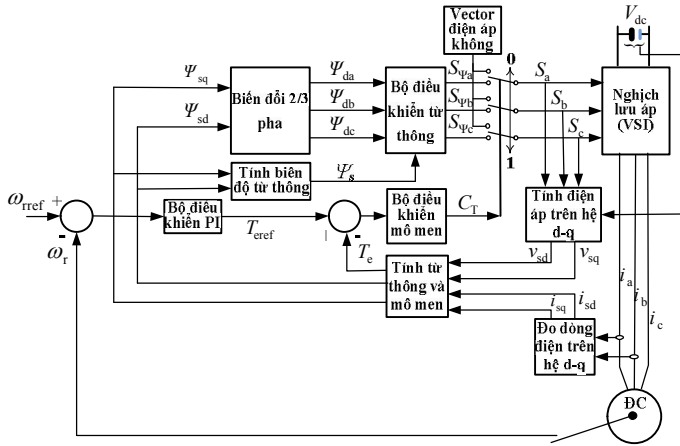 Vector
điện áp
không
V_dc
0
Ψ_sq
Ψ_sd
Biến đổi 2/3
pha
Ψ_da
Ψ_db
Ψ_dc
Bộ điều
khiển từ
thông
S_Ψa
S_Ψb
S_Ψc
S_a
S_b
S_c
1
Nghịch
lưu áp
(VSI)
Tính biên
độ từ thông
Ψ_s
ω_rref
+
-
ω_r
Bộ điều
khiển PI
T_eref
-
T_e
Bộ điều
khiển
mô men
C_T
Tính điện
áp trên hệ
d-q
v_sd
v_sq
Tính từ
thông và
mô men
i_sq
i_sd
Đo dòng
điện trên
hệ d-q
i_a
i_b
i_c
ĐC